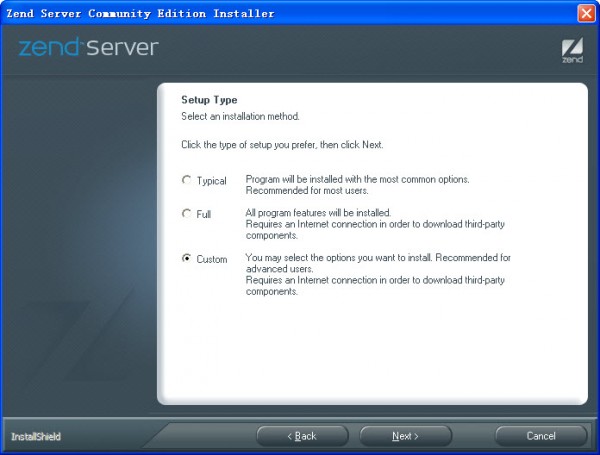 Zend Server Community Edition Installer
zend Server
zend
Setup Type
Select an installation method.
Click the type of setup you prefer, then click Next.
Typical
Program will be installed with the most common options.
Recommended for most users.
Full
All program features will be installed.
Requires an Internet connection in order to download third-party
components.
Custom
You may select the options you want to install. Recommended for
advanced users.
Requires an Internet connection in order to download third-party
components.
InstallShield
< Back
Next >
Cancel